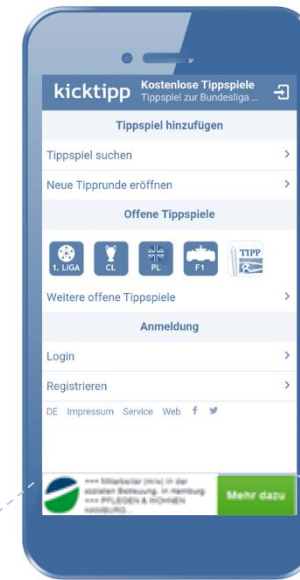 kicktipp
Kostenlose Tippspiele
Tippspiel zur Bundesliga ...
Tippspiel hinzufügen
Tippspiel suchen
Neue Tipprunde eröffnen
Offene Tippspiele
1. LIGA CL PL F1 TIPP
Weitere offene Tippspiele
Anmeldung
Login
Registrieren
DE Impressum Service Web
+++ Mitarbeiter (m/w) in der
sozialen Betreuung. in Hamburg
+++ PFLEGEN & WOHNEN
HAMBURG...
Mehr dazu